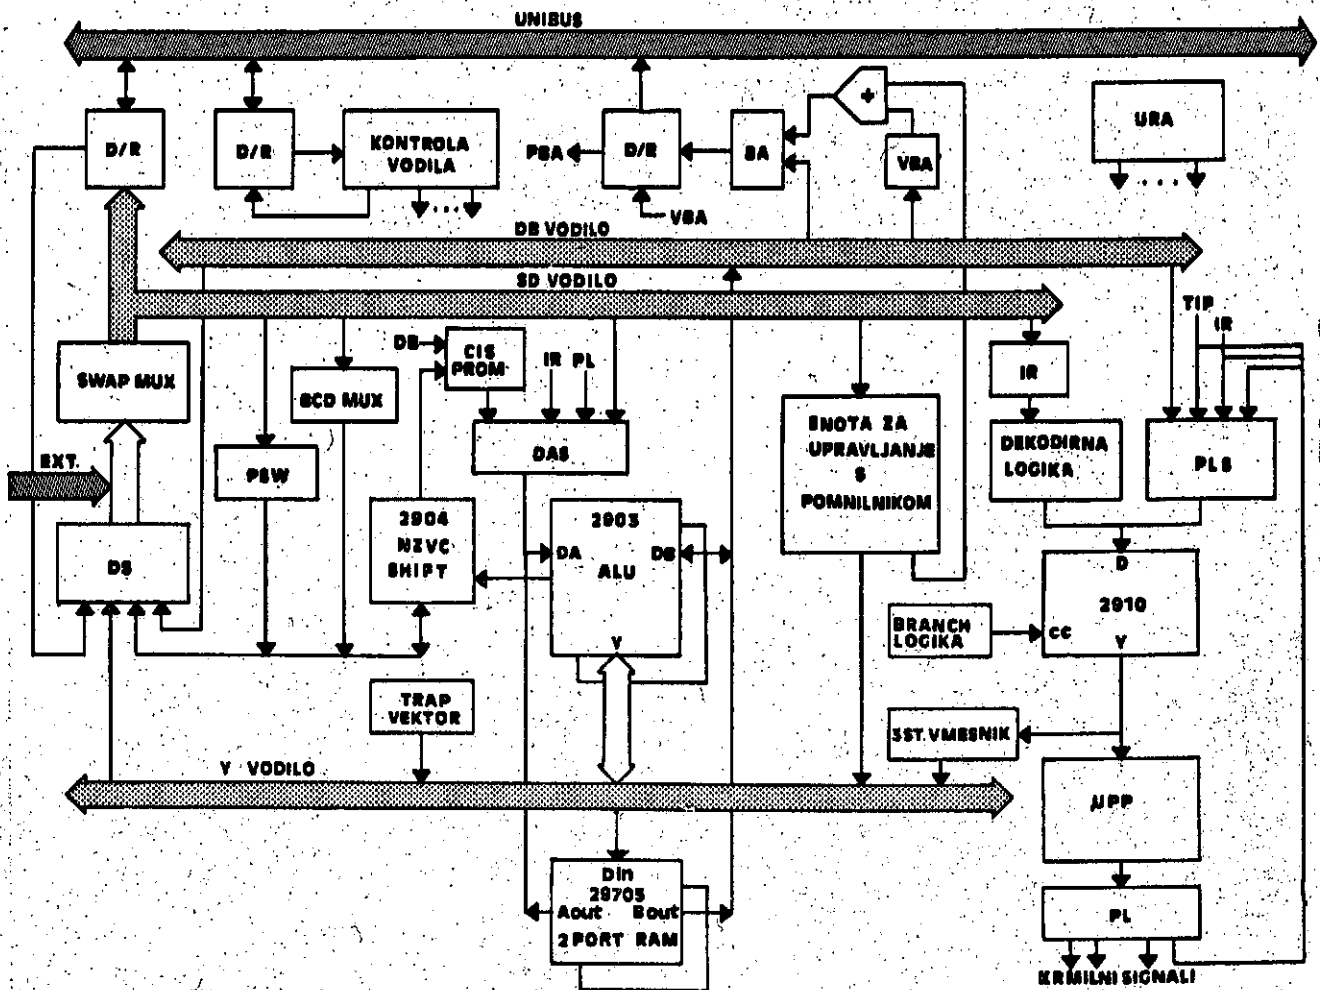 UNIBUS
D/R
D/R
KONTROLA
VODILA
PBA
D/R
BA
+
VBA
URA
VBA
DB VODILO
SD VODILO
TIP
IR
SWAP MUX
BCD MUX
DB
CIS
PROM
IR PL
IR
EXT.
PSW
DAS
ENOTA ZA
UPRAVLJANJE
S
POMNILNIKOM
DEKODIRNA
LOGIKA
PLS
DS
2904
NZVC
SHIFT
2903
DA DB
ALU
Y
D
2910
CC
Y
BRANCH
LOGIKA
TRAP
VEKTOR
3ST. VMESNIK
Y VODILO
µPP
Din
29705
Aout Bout
2 PORT RAM
PL
KRMILNI SIGNALI